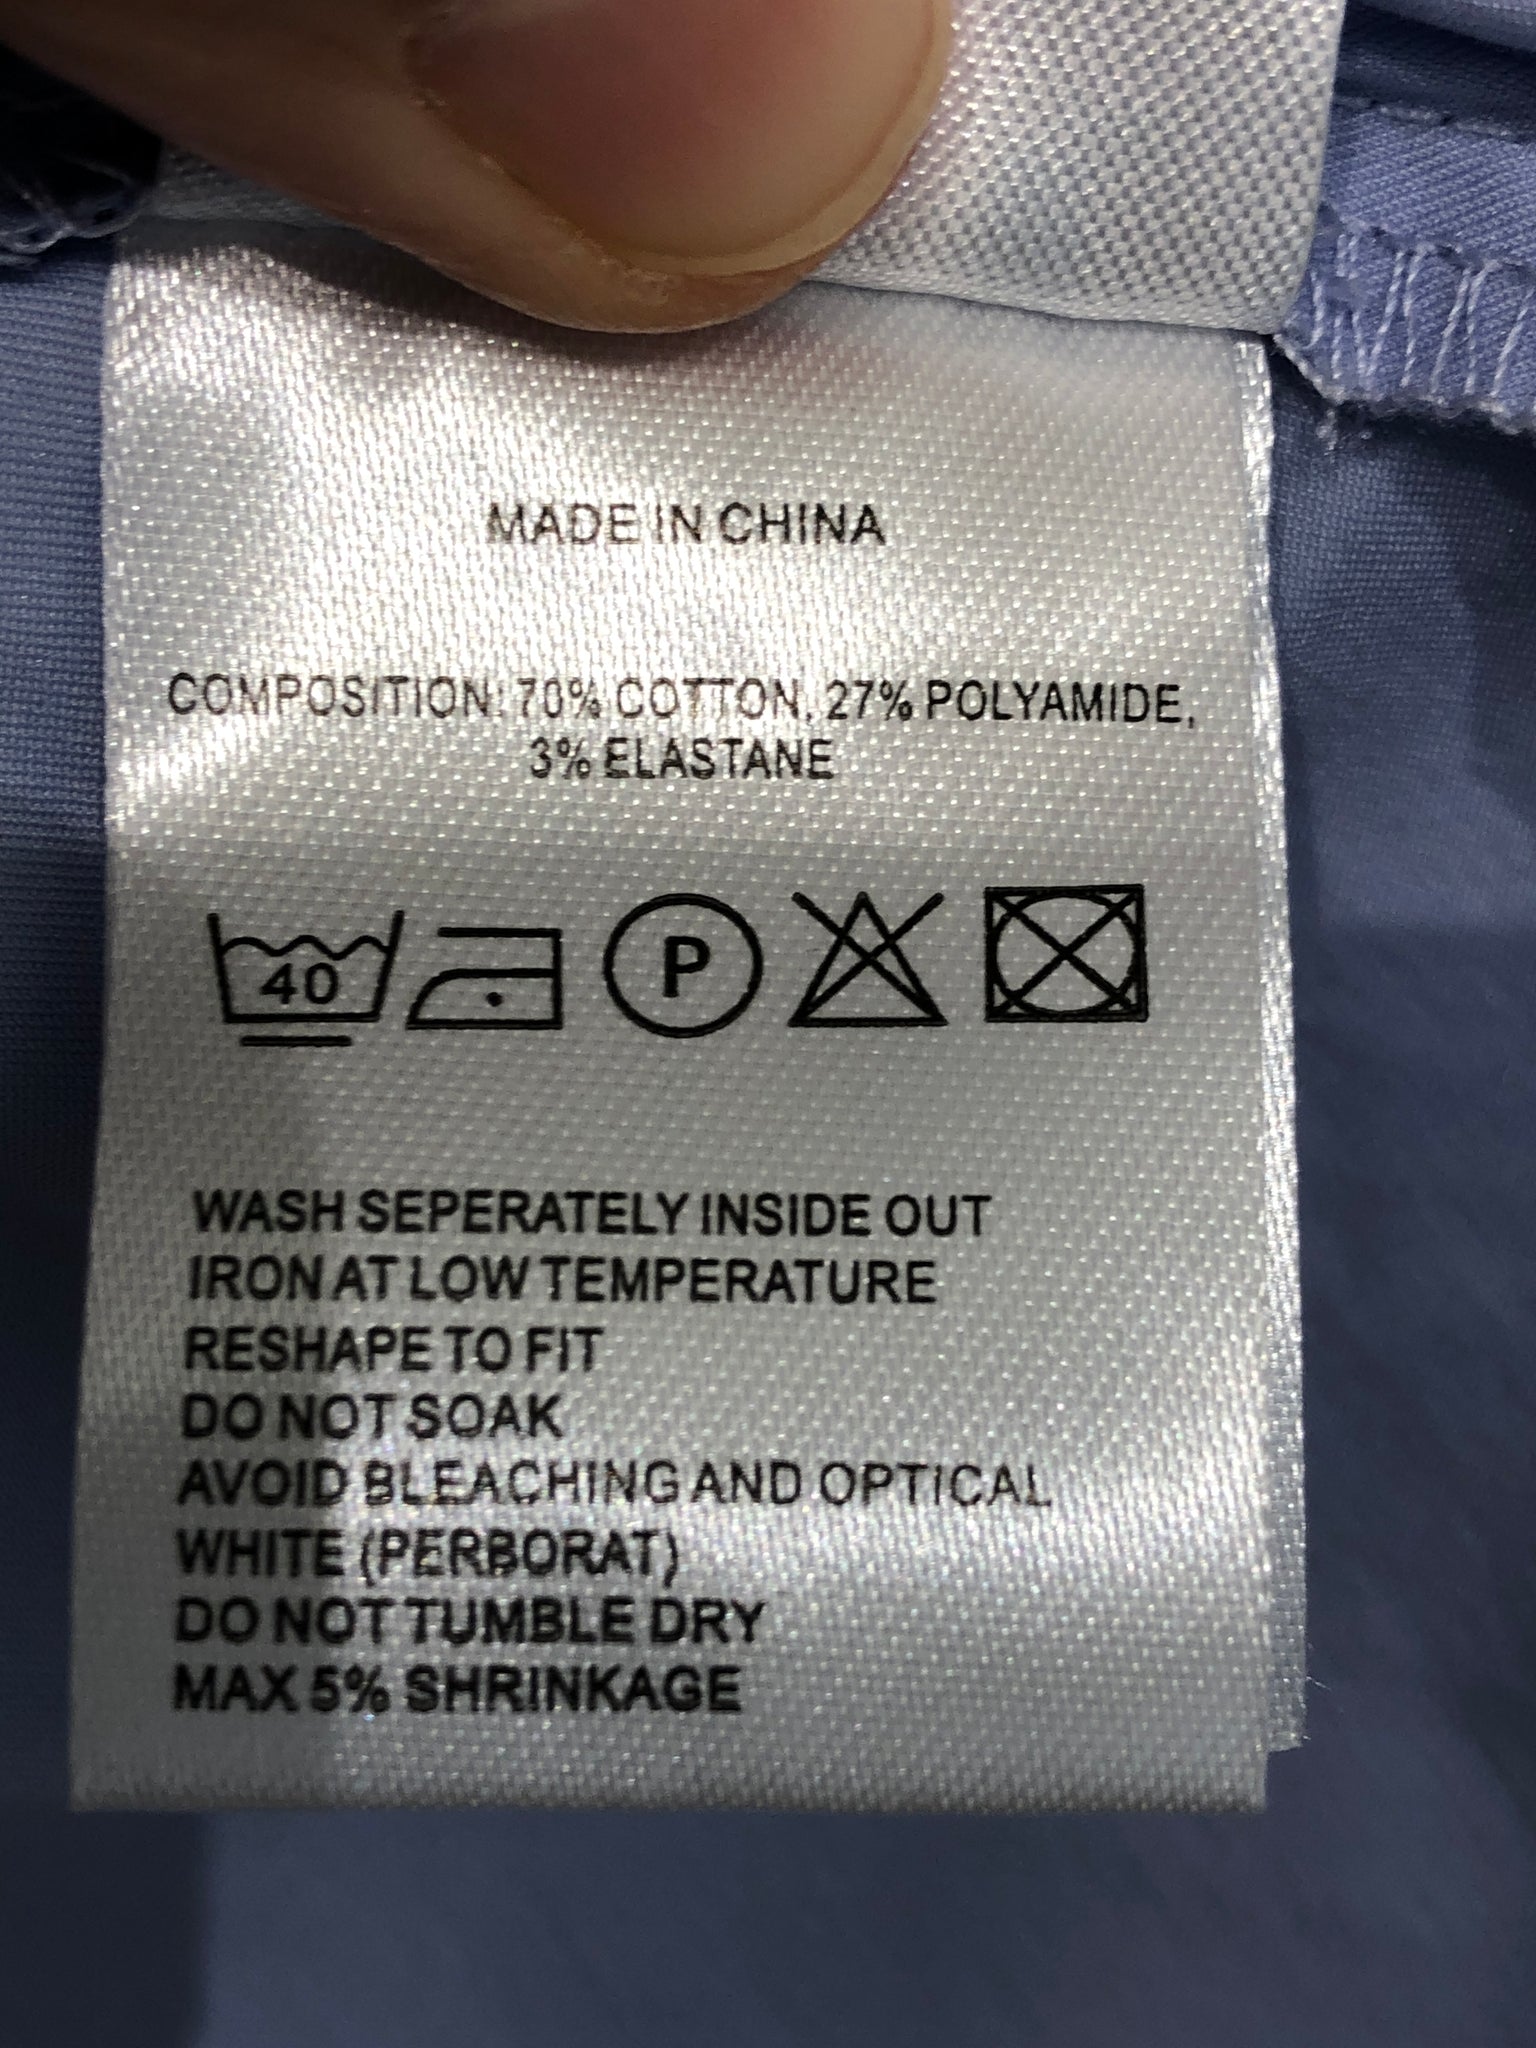 MADE IN CHINA
COMPOSITION: 70% COTTON, 27% POLYAMIDE,
3% ELASTANE
40 P
WASH SEPERATELY INSIDE OUT
IRON AT LOW TEMPERATURE
RESHAPE TO FIT
DO NOT SOAK
AVOID BLEACHING AND OPTICAL
WHITE (PERBORAT)
DO NOT TUMBLE DRY
MAX 5% SHRINKAGE